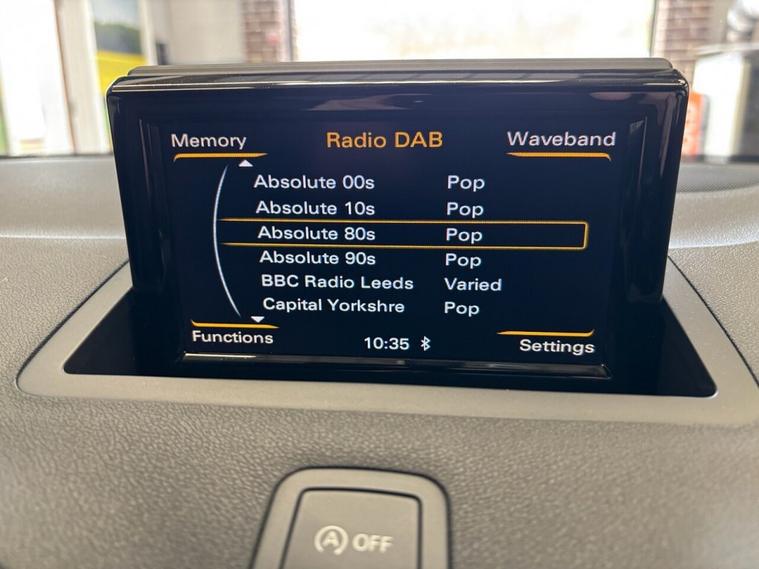 Memory Radio DAB Waveband
Absolute 00s Pop
Absolute 10s Pop
Absolute 80s Pop
Absolute 90s Pop
BBC Radio Leeds Varied
Capital Yorkshre Pop
Functions 10:35 Settings
A OFF